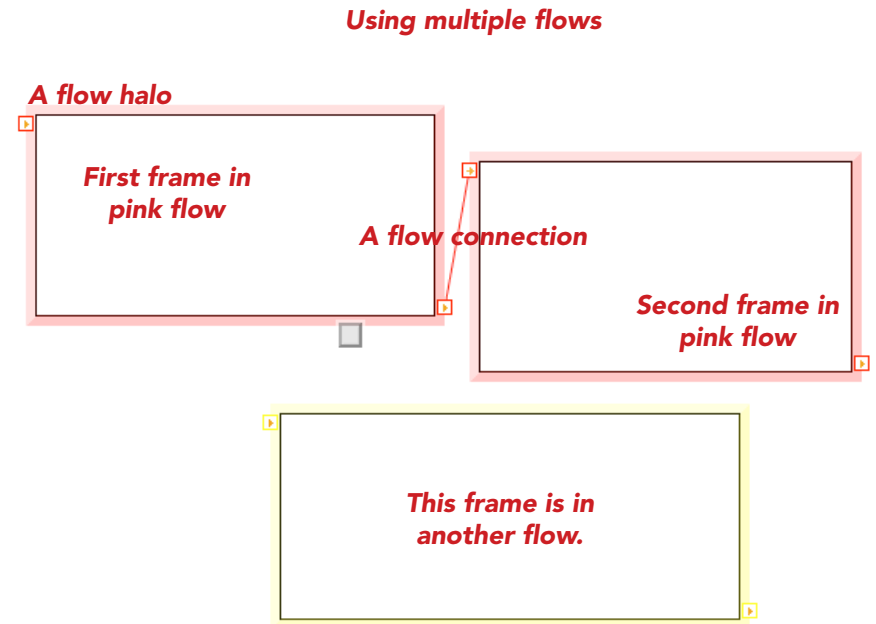 Using multiple flows
A flow halo
First frame in
pink flow
A flow connection
Second frame in
pink flow
This frame is in
another flow.